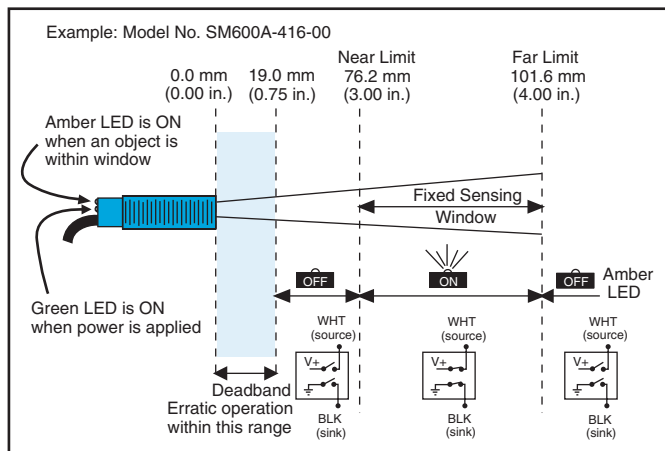 Example: Model No. SM600A-416-00
0.0 mm
(0.00 in.)
19.0 mm
(0.75 in.)
Near Limit
76.2 mm
(3.00 in.)
Far Limit
101.6 mm
(4.00 in.)
Amber LED is ON
when an object is
within window
Fixed Sensing
Window
Green LED is ON
when power is applied
OFF
ON
OFF
Amber
LED
Deadband
Erratic operation
within this range
WHT
(source)
V+
BLK
(sink)
WHT
(source)
V+
BLK
(sink)
WHT
(source)
V+
BLK
(sink)